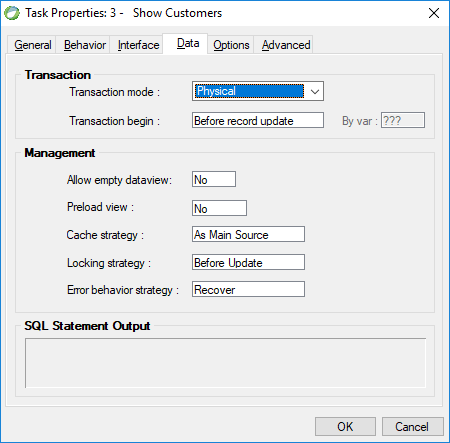 Task Properties: 3 - Show Customers
General Behavior Interface Data Options Advanced
Transaction
Transaction mode : Physical
Transaction begin : Before record update By var : ???
Management
Allow empty dataview: No
Preload view : No
Cache strategy : As Main Source
Locking strategy : Before Update
Error behavior strategy : Recover
SQL Statement Output
OK Cancel